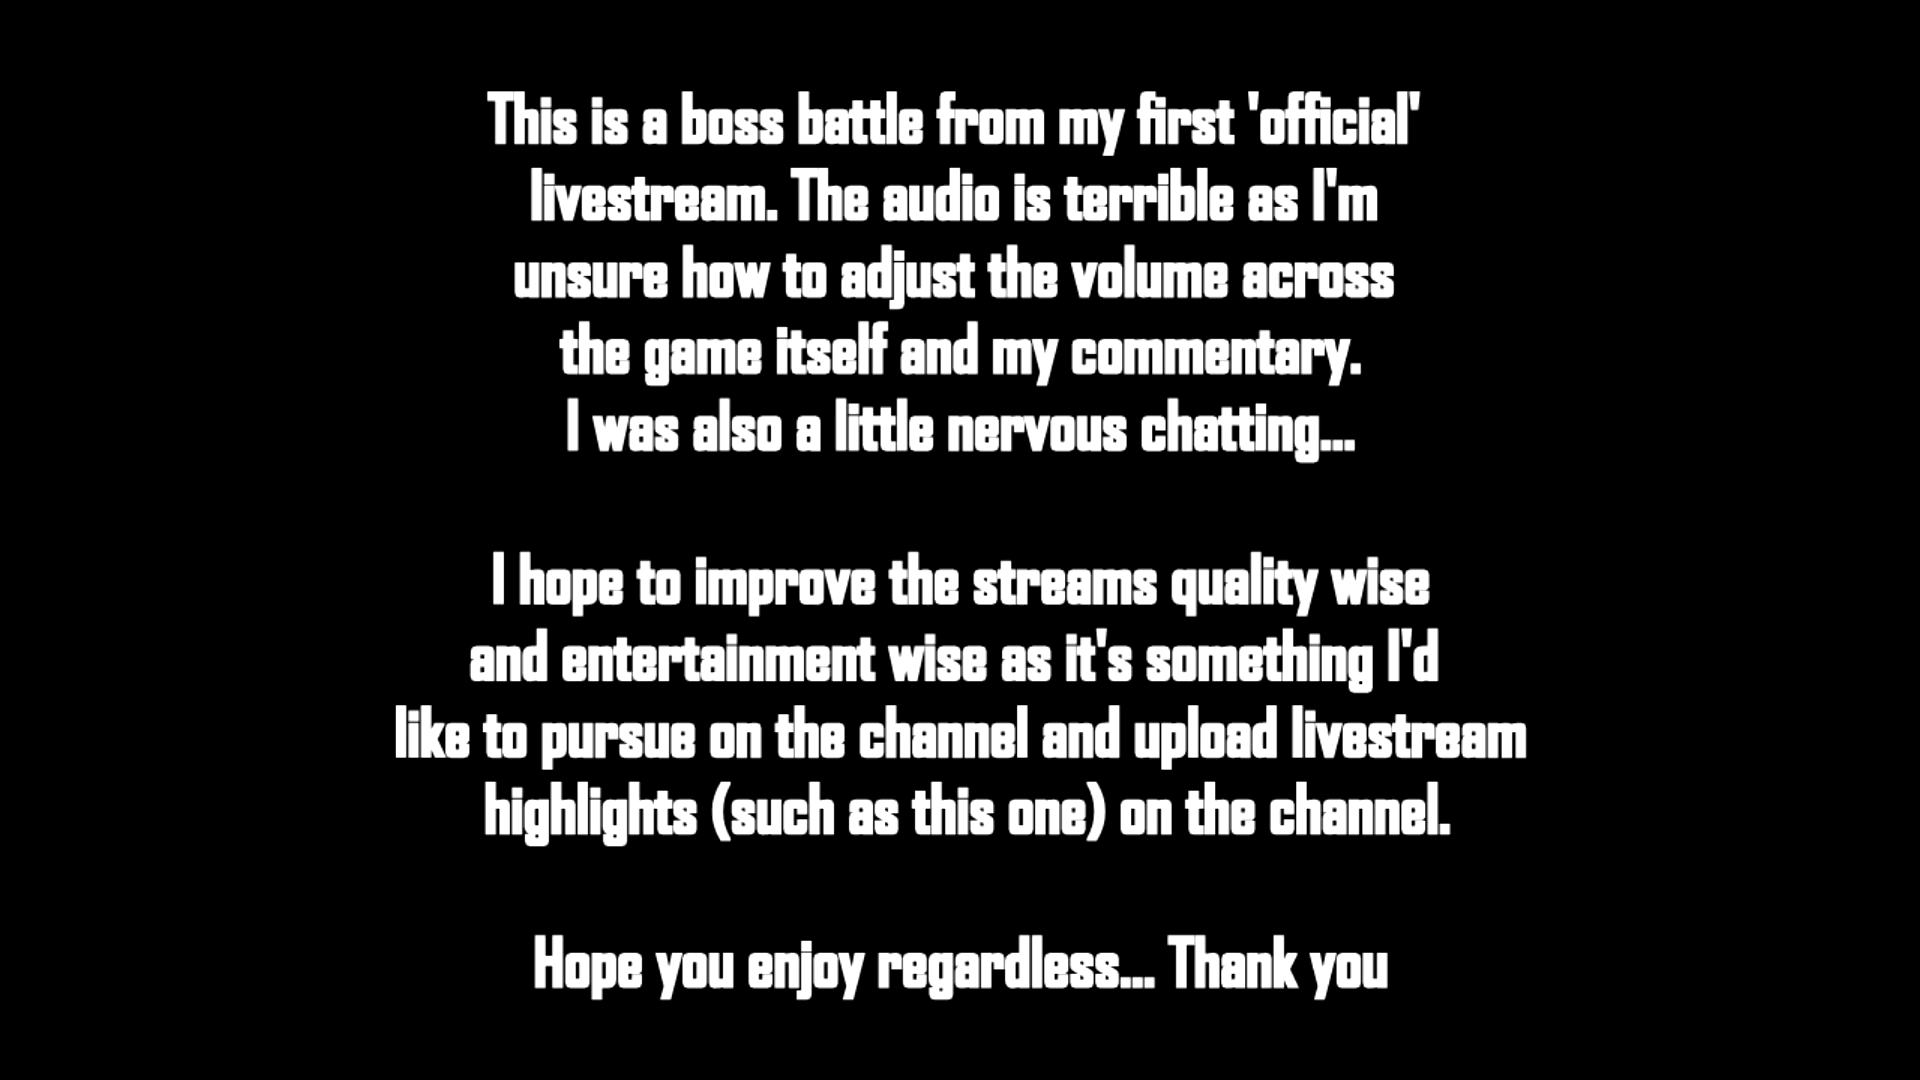 This is a boss battle from my first 'official'
livestream. The audio is terrible as I'm
unsure how to adjust the volume across
the game itself and my commentary.
I was also a little nervous chatting...
I hope to improve the streams quality wise
and entertainment wise as it's something I'd
like to pursue on the channel and upload livestream
highlights (such as this one) on the channel.
Hope you enjoy regardless... Thank you